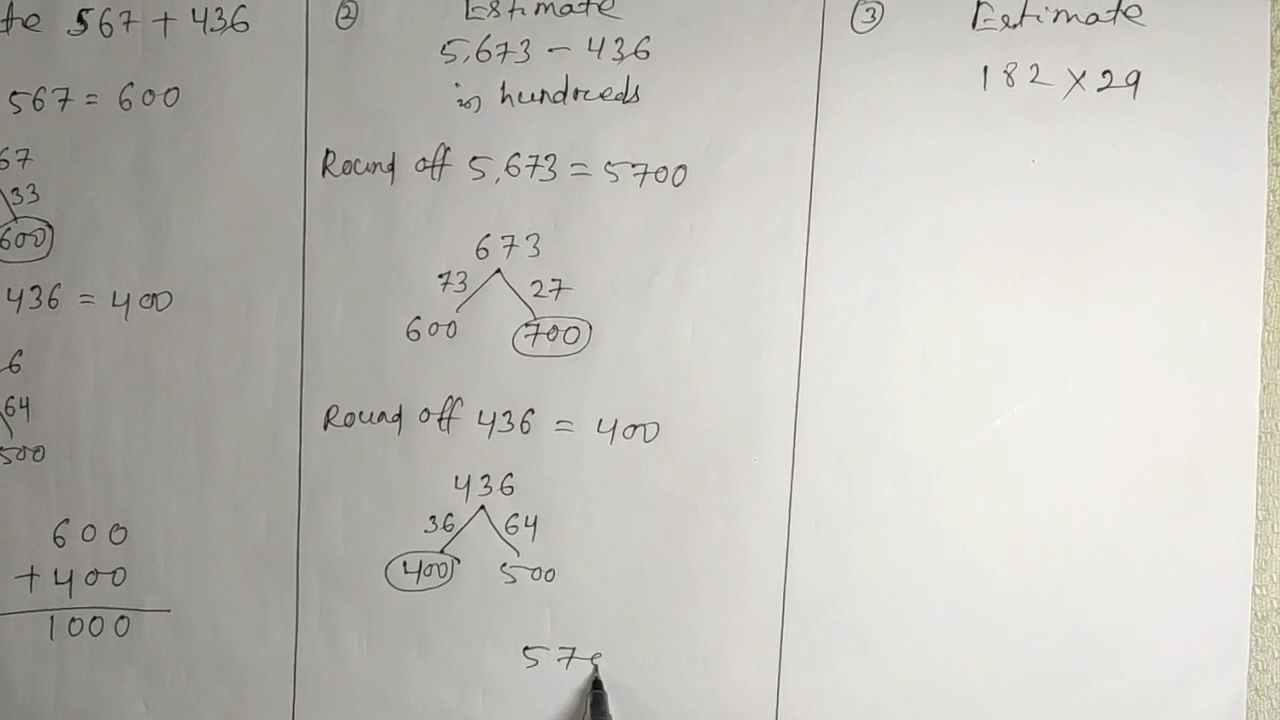 the 567 + 436
567 = 600
67
33
600
436 = 400
6
64
500
600
+ 400
1000
② Estimate
5,673 - 436
in hundreds
Round off 5,673 = 5700
673
73 27
600 700
Round off 436 = 400
436
36 64
400 500
57
③ Estimate
182 × 29